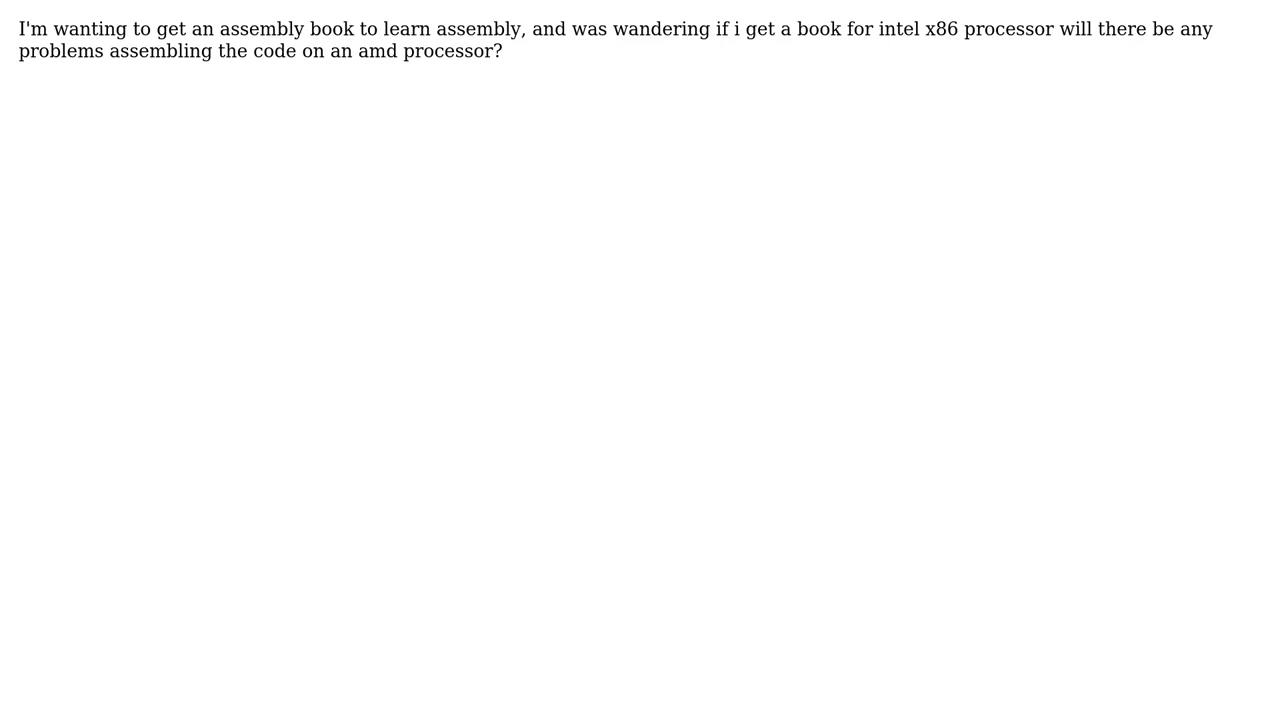 I'm wanting to get an assembly book to learn assembly, and was wandering if i get a book for intel x86 processor will there be any
problems assembling the code on an amd processor?